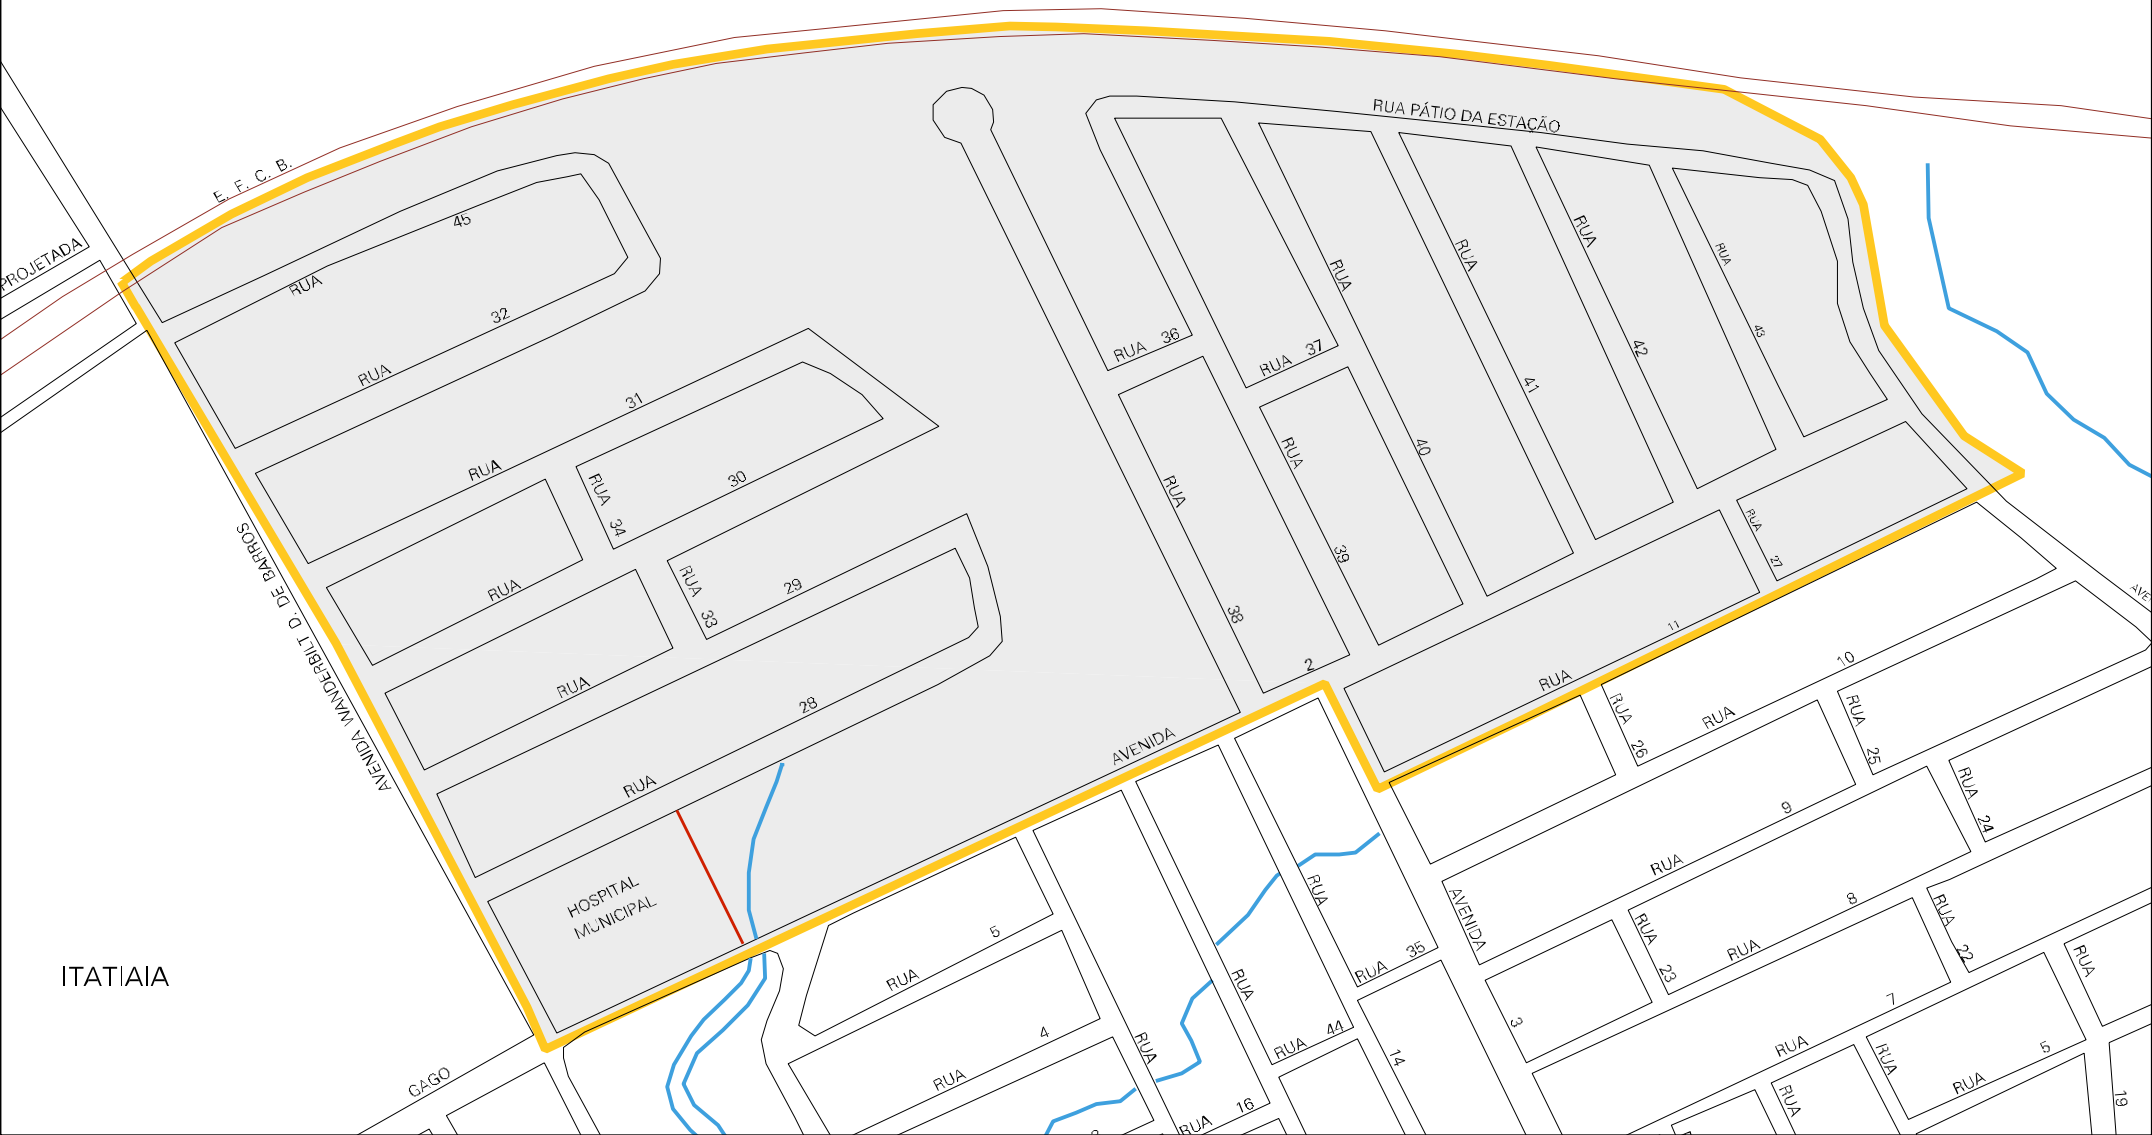 RUA PÁTIO DA ESTAÇÃO
E. F. C. B.
PROJETADA
RUA 45
RUA 32
RUA 31
RUA 30
RUA 34
RUA 29
RUA 33
RUA
RUA 28
AVENIDA WANDERBILT D. DE BARROS
HOSPITAL
MUNICIPAL
ITATIAIA
GAGO
RUA 36
RUA 37
RUA 38
RUA 39
RUA 40
RUA 41
RUA 42
RUA 43
RUA 27
AVENIDA 2
RUA 11
RUA 10
RUA 26
RUA 25
RUA 9
RUA 24
RUA 8
RUA 23
RUA 22
RUA 7
AVENIDA 3
RUA 35
RUA 14
RUA 44
RUA
RUA 16
RUA
RUA 5
RUA 4
RUA 5
RUA
RUA
RUA
19